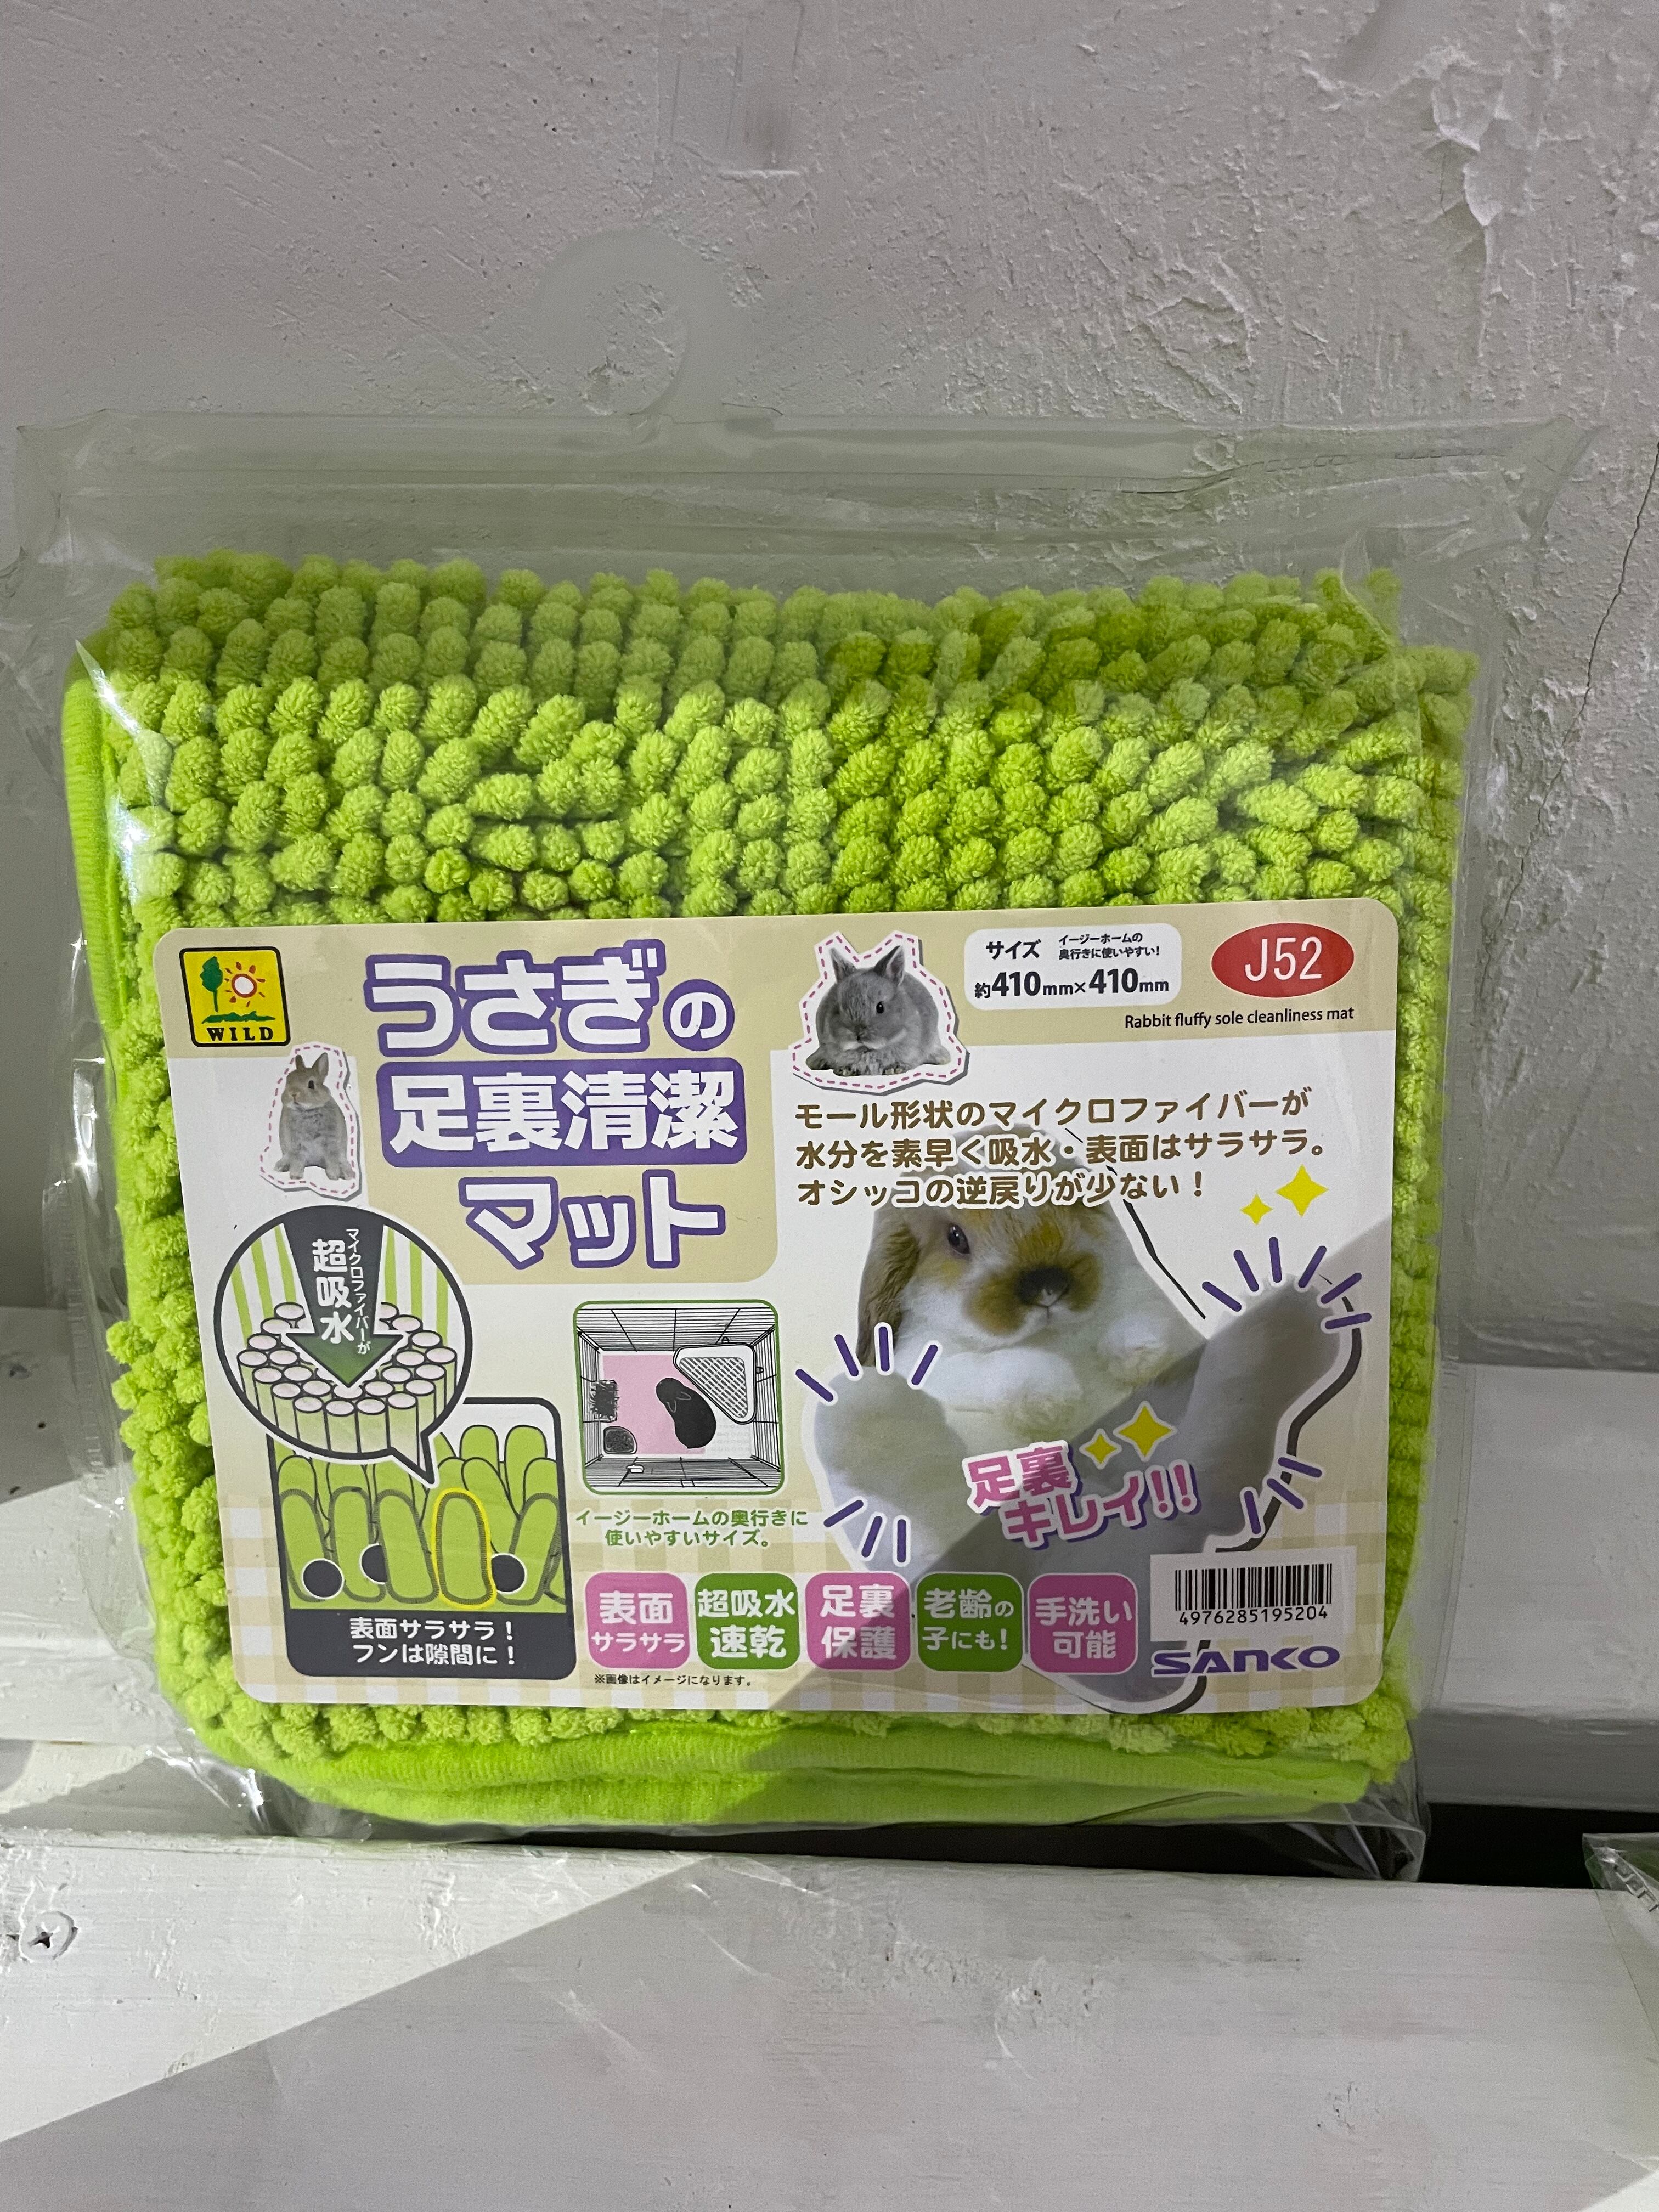 WILD
うさぎの
足裏清潔
マット
サイズ
イージーホームの
奥行きに使いやすい!
約410mm×410mm
J52
Rabbit fluffy sole cleanliness mat
モール形状のマイクロファイバーが
水分を素早く吸水・表面はサラサラ。
オシッコの逆戻りが少ない!
マイクロファイバーが
超吸水
イージーホームの奥行きに
使いやすいサイズ。
足裏
キレイ!!
表面サラサラ!
フンは隙間に!
表面
サラサラ
超吸水
速乾
足裏
保護
老齢の
子にも!
手洗い
可能
※画像はイメージになります。
4976285195204
SANKO